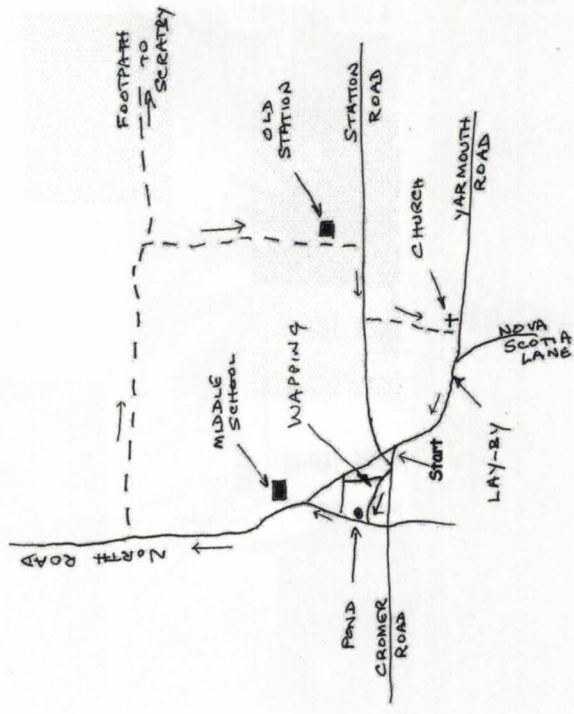 FOOTPATH
TO
SCRATBY
OLD
STATION
STATION
ROAD
CHURCH
YARMOUTH
ROAD
NOVA
SCOTIA
LANE
MIDDLE
SCHOOL
WAPPING
Start
LAY-BY
NORTH
ROAD
POND
CROMER
ROAD